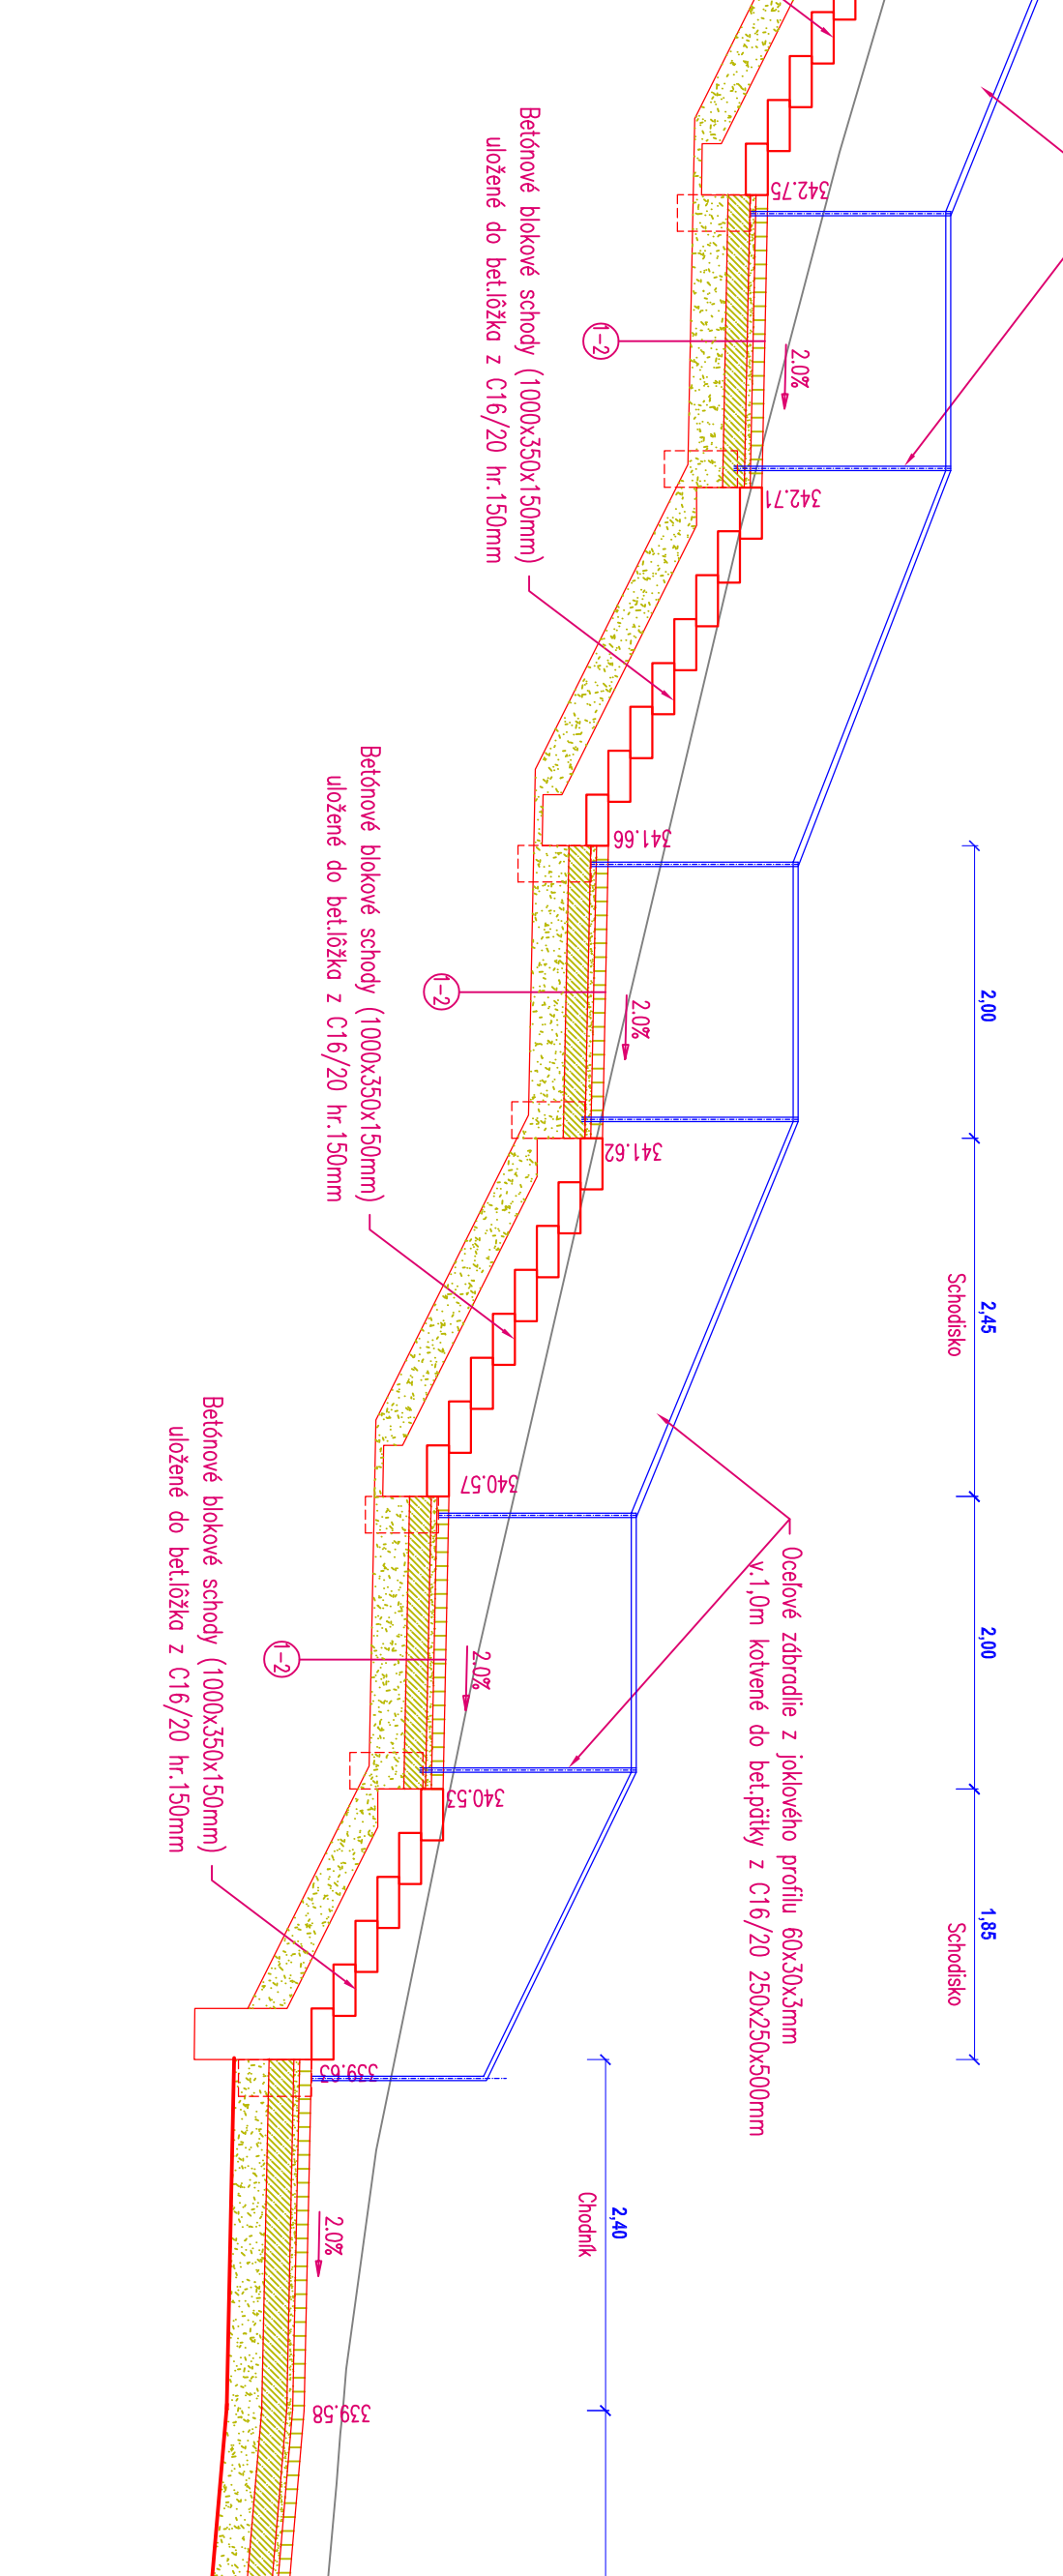 342.75
Betónové blokové schody (1000x350x150mm)
uložené do bet.lôžka z C16/20 hr.150mm
1-2
2.0%
342.71
341.66
2,00
Betónové blokové schody (1000x350x150mm)
uložené do bet.lôžka z C16/20 hr.150mm
1-2
2.0%
341.62
2,45
Schodisko
340.57
2,00
Oceľové zábradlie z joklového profilu 60x30x3mm
v.1,0m kotvené do bet.pätky z C16/20 250x250x500mm
Betónové blokové schody (1000x350x150mm)
uložené do bet.lôžka z C16/20 hr.150mm
1-2
2.0%
340.53
1,85
Schodisko
339.63
2,40
Chodník
2.0%
339.58